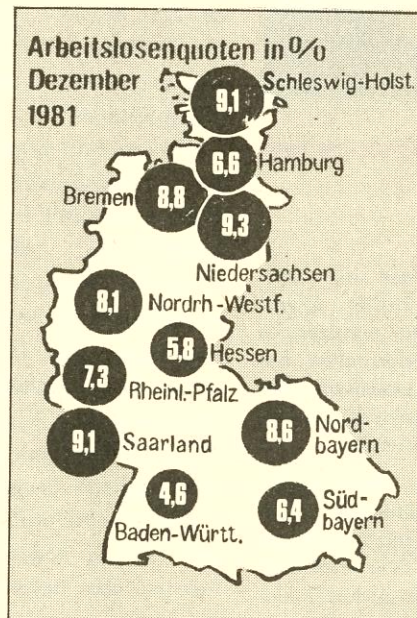 Arbeitslosenquoten in %
Dezember
1981
9,1 Schleswig-Holst.
6,6 Hamburg
Bremen 8,8
9,3
Niedersachsen
8,1 Nordrh.-Westf.
5,8 Hessen
7,3
Rheinl.-Pfalz
9,1 Saarland
8,6 Nord-
bayern
4,6
Baden-Württ.
6,4 Süd-
bayern